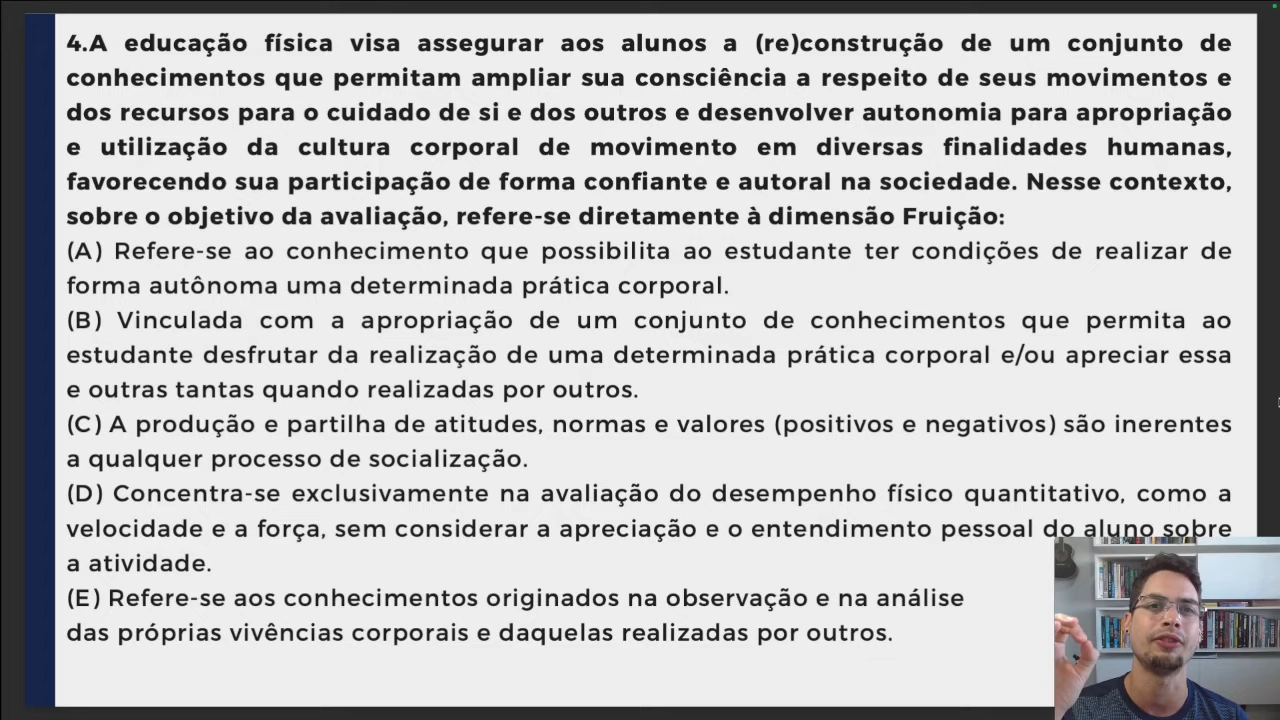 4.A educação física visa assegurar aos alunos a (re)construção de um conjunto de
conhecimentos que permitam ampliar sua consciência a respeito de seus movimentos e
dos recursos para o cuidado de si e dos outros e desenvolver autonomia para apropriação
e utilização da cultura corporal de movimento em diversas finalidades humanas,
favorecendo sua participação de forma confiante e autoral na sociedade. Nesse contexto,
sobre o objetivo da avaliação, refere-se diretamente à dimensão Fruição:
(A) Refere-se ao conhecimento que possibilita ao estudante ter condições de realizar de
forma autônoma uma determinada prática corporal.
(B) Vinculada com a apropriação de um conjunto de conhecimentos que permita ao
estudante desfrutar da realização de uma determinada prática corporal e/ou apreciar essa
e outras tantas quando realizadas por outros.
(C) A produção e partilha de atitudes, normas e valores (positivos e negativos) são inerentes
a qualquer processo de socialização.
(D) Concentra-se exclusivamente na avaliação do desempenho físico quantitativo, como a
velocidade e a força, sem considerar a apreciação e o entendimento pessoal do aluno sobre
a atividade.
(E) Refere-se aos conhecimentos originados na observação e na análise
das próprias vivências corporais e daquelas realizadas por outros.